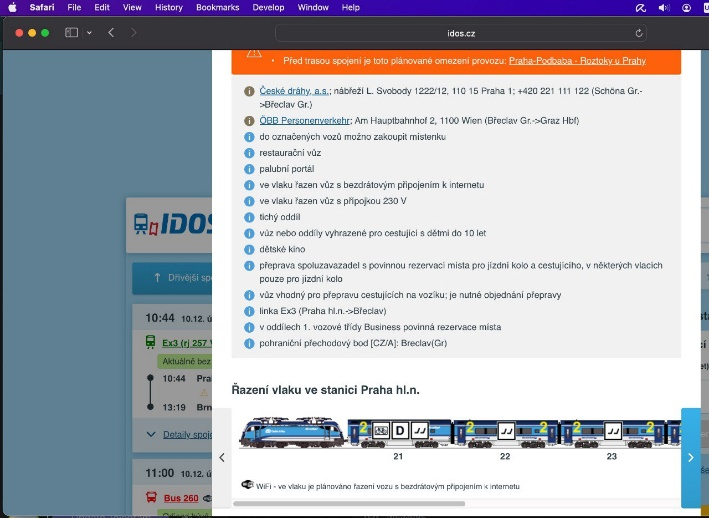 Safari File Edit View History Bookmarks Develop Window Help
idos.cz
Před trasou spojení je toto plánované omezení provozu: Praha-Podbaba - Roztoky u Prahy
České dráhy, a.s.; nábřeží L. Svobody 1222/12, 110 15 Praha 1; +420 221 111 122 (Schöna Gr.-
>Břeclav Gr.)
ÖBB Personenverkehr; Am Hauptbahnhof 2, 1100 Wien (Břeclav Gr.->Graz Hbf)
do označených vozů možno zakoupit místenku
restaurační vůz
palubní portál
ve vlaku řazen vůz s bezdrátovým připojením k internetu
ve vlaku řazen vůz s přípojkou 230 V
tichý oddíl
vůz nebo oddíly vyhrazené pro cestující s dětmi do 10 let
dětské kino
přeprava spoluzavazadel s povinnou rezervací místa pro jízdní kolo a cestujícího, v některých vlacích
pouze pro jízdní kolo
vůz vhodný pro přepravu cestujících na vozíku; je nutné objednání přepravy
linka Ex3 (Praha hl.n.->Břeclav)
v oddílech 1. vozové třídy Business povinná rezervace místa
pohraniční přechodový bod [CZ/A]: Breclav(Gr)
IDOS
Dřívější
10:44 10.12.
Ex3 (rj 257
Aktuálně bez
10:44
13:19
Detaily
11:00 10.12.
Bus 260
Řazení vlaku ve stanici Praha hl.n.
2 D 2 2 2 2
21 22 23
WiFi - ve vlaku je plánováno řazení vozu s bezdrátovým připojením k internetu